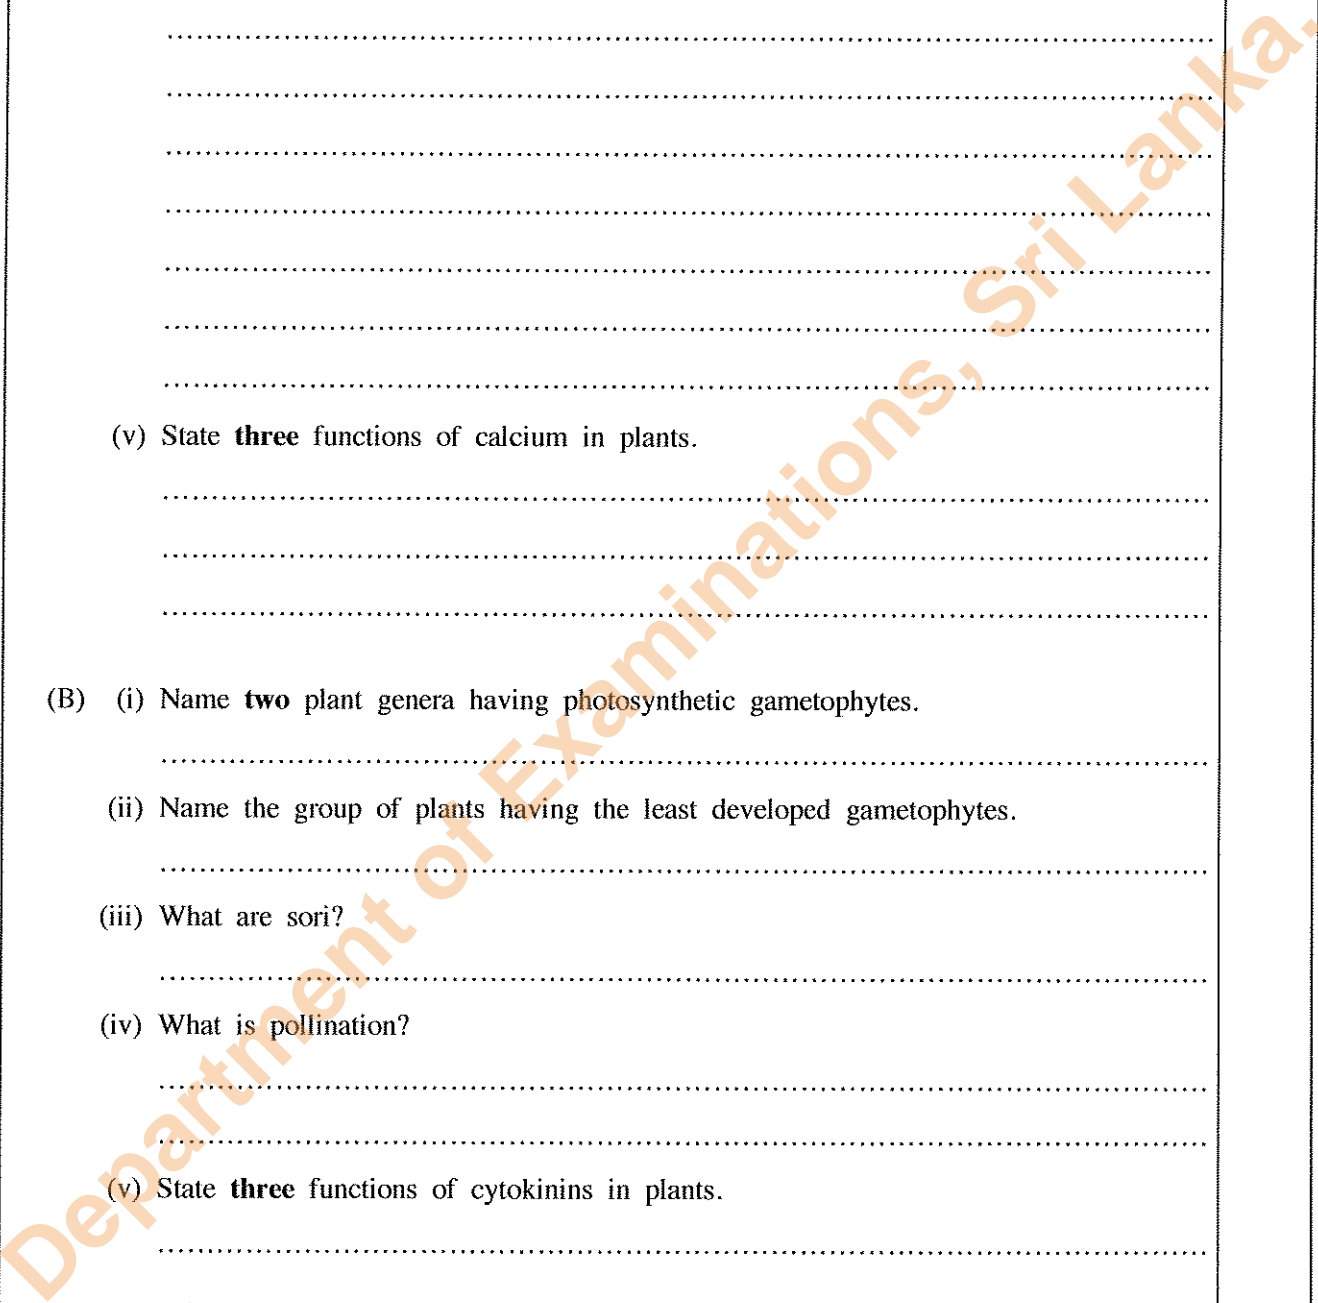 (v) State three functions of calcium in plants.
(B) (i) Name two plant genera having photosynthetic gametophytes.
(ii) Name the group of plants having the least developed gametophytes.
(iii) What are sori?
(iv) What is pollination?
(v) State three functions of cytokinins in plants.
Department of Examinations, Sri Lanka.